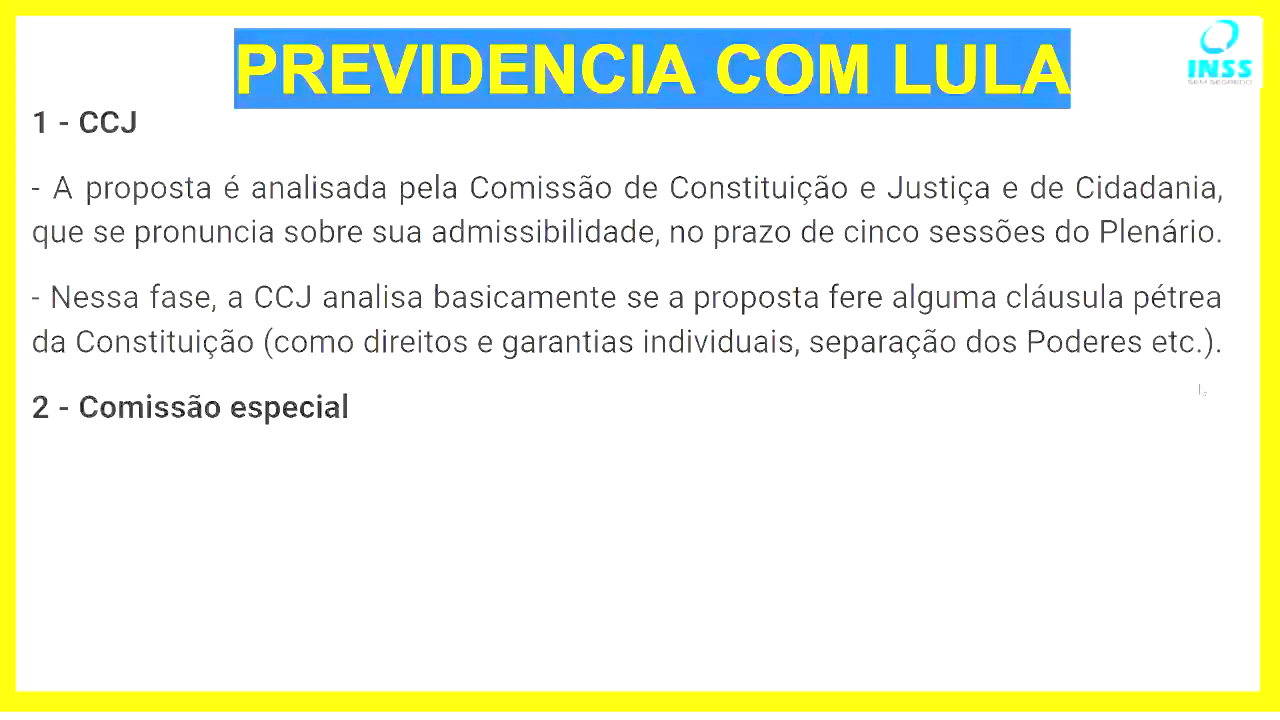 PREVIDENCIA COM LULA
INSS
SEM SEGREDO
1 - CCJ
- A proposta é analisada pela Comissão de Constituição e Justiça e de Cidadania,
que se pronuncia sobre sua admissibilidade, no prazo de cinco sessões do Plenário.
- Nessa fase, a CCJ analisa basicamente se a proposta fere alguma cláusula pétrea
da Constituição (como direitos e garantias individuais, separação dos Poderes etc.).
2 - Comissão especial